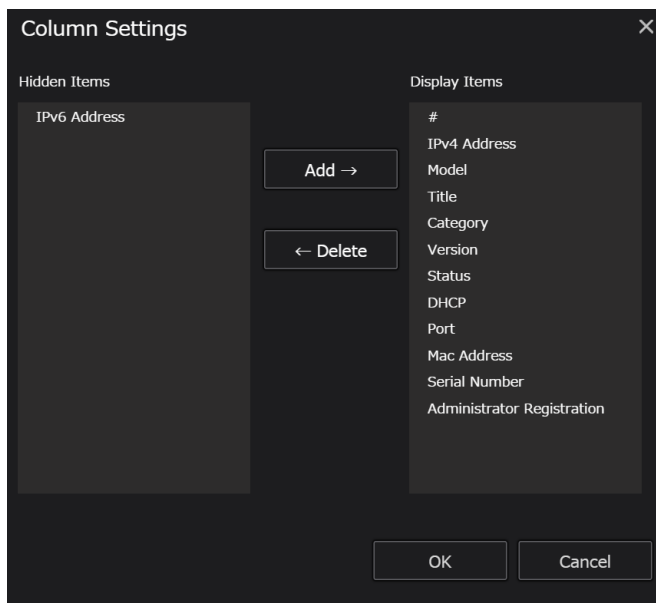 Column Settings
Hidden Items
IPv6 Address
Add →
← Delete
Display Items
#
IPv4 Address
Model
Title
Category
Version
Status
DHCP
Port
Mac Address
Serial Number
Administrator Registration
OK
Cancel